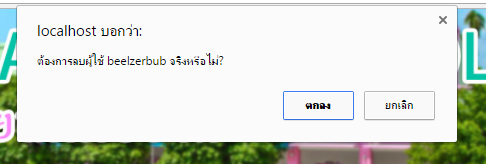 localhost บอกว่า:
ต้องการลบผู้ใช้ beelzerbub จริงหรือไม่?
ตกลง
ยกเลิก